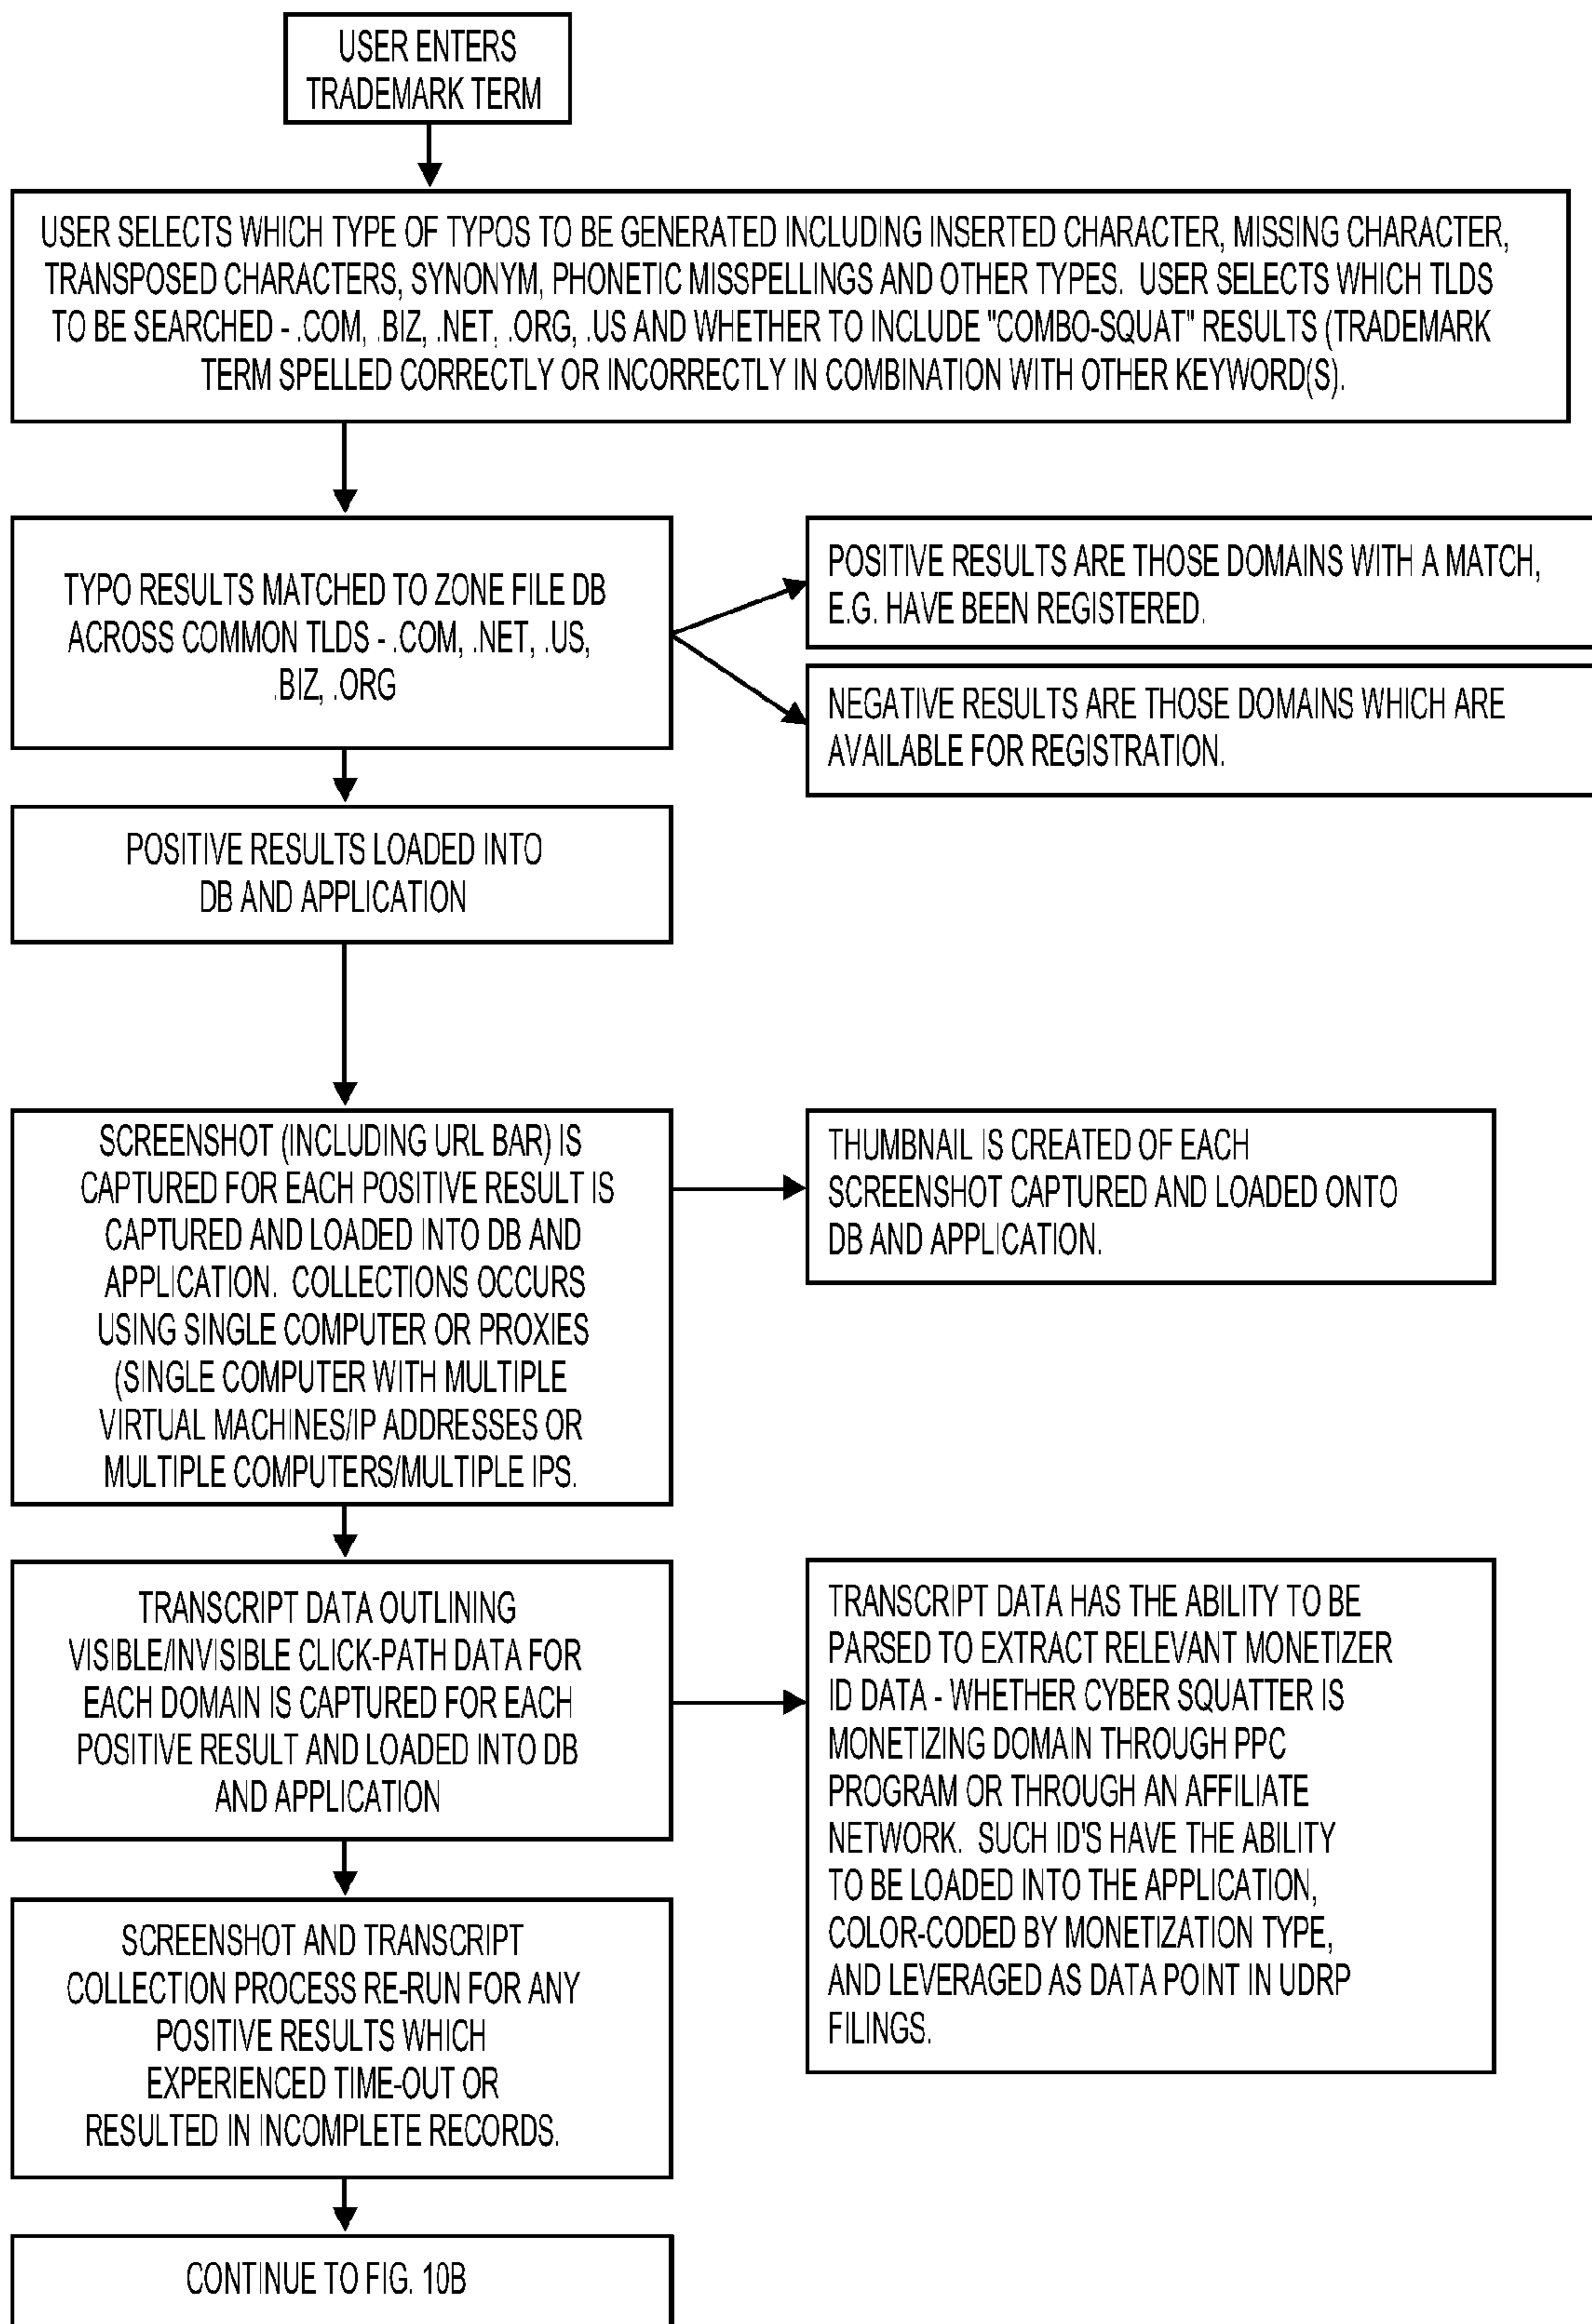 USER ENTERS
TRADEMARK TERM
USER SELECTS WHICH TYPE OF TYPOS TO BE GENERATED INCLUDING INSERTED CHARACTER, MISSING CHARACTER,
TRANSPOSED CHARACTERS, SYNONYM, PHONETIC MISSPELLINGS AND OTHER TYPES. USER SELECTS WHICH TLDS
TO BE SEARCHED - .COM, .BIZ, .NET, .ORG, .US AND WHETHER TO INCLUDE "COMBO-SQUAT" RESULTS (TRADEMARK
TERM SPELLED CORRECTLY OR INCORRECTLY IN COMBINATION WITH OTHER KEYWORD(S).
TYPO RESULTS MATCHED TO ZONE FILE DB
ACROSS COMMON TLDS - .COM, .NET, .US,
.BIZ, .ORG
POSITIVE RESULTS ARE THOSE DOMAINS WITH A MATCH,
E.G. HAVE BEEN REGISTERED.
NEGATIVE RESULTS ARE THOSE DOMAINS WHICH ARE
AVAILABLE FOR REGISTRATION.
POSITIVE RESULTS LOADED INTO
DB AND APPLICATION
SCREENSHOT (INCLUDING URL BAR) IS
CAPTURED FOR EACH POSITIVE RESULT IS
CAPTURED AND LOADED INTO DB AND
APPLICATION. COLLECTIONS OCCURS
USING SINGLE COMPUTER OR PROXIES
(SINGLE COMPUTER WITH MULTIPLE
VIRTUAL MACHINES/IP ADDRESSES OR
MULTIPLE COMPUTERS/MULTIPLE IPS.
THUMBNAIL IS CREATED OF EACH
SCREENSHOT CAPTURED AND LOADED ONTO
DB AND APPLICATION.
TRANSCRIPT DATA OUTLINING
VISIBLE/INVISIBLE CLICK-PATH DATA FOR
EACH DOMAIN IS CAPTURED FOR EACH
POSITIVE RESULT AND LOADED INTO DB
AND APPLICATION
TRANSCRIPT DATA HAS THE ABILITY TO BE
PARSED TO EXTRACT RELEVANT MONETIZER
ID DATA - WHETHER CYBER SQUATTER IS
MONETIZING DOMAIN THROUGH PPC
PROGRAM OR THROUGH AN AFFILIATE
NETWORK. SUCH ID'S HAVE THE ABILITY
TO BE LOADED INTO THE APPLICATION,
COLOR-CODED BY MONETIZATION TYPE,
AND LEVERAGED AS DATA POINT IN UDRP
FILINGS.
SCREENSHOT AND TRANSCRIPT
COLLECTION PROCESS RE-RUN FOR ANY
POSITIVE RESULTS WHICH
EXPERIENCED TIME-OUT OR
RESULTED IN INCOMPLETE RECORDS.
CONTINUE TO FIG. 10B